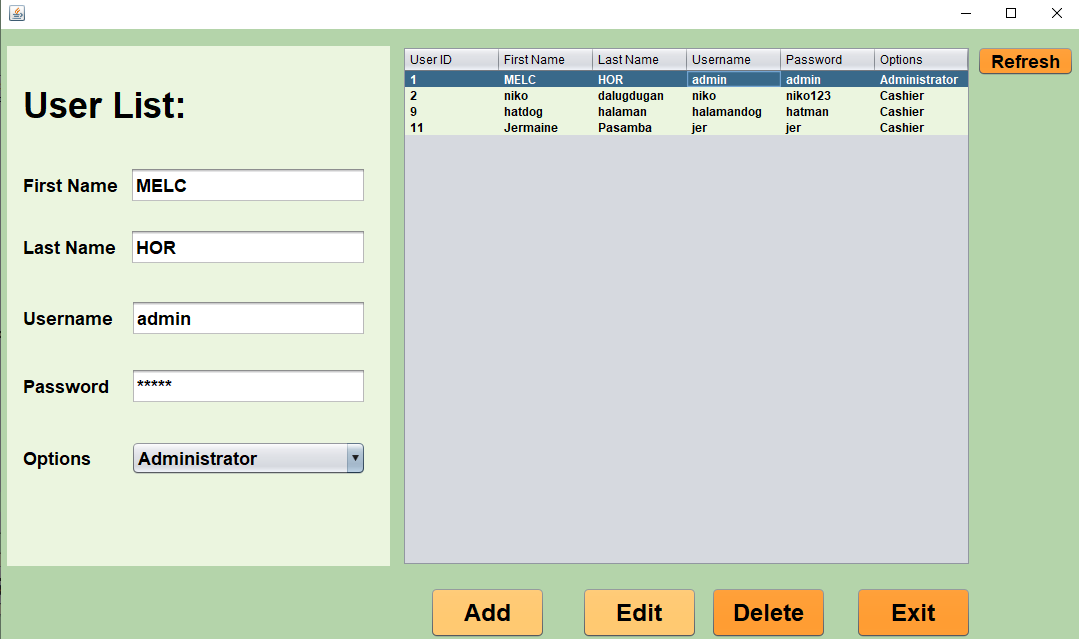 User List:
First Name MELC
Last Name HOR
Username admin
Password *****
Options Administrator
User ID First Name Last Name Username Password Options
1 MELC HOR admin admin Administrator
2 niko dalugdugan niko niko123 Cashier
9 hatdog halaman halamandog hatman Cashier
11 Jermaine Pasamba jer jer Cashier
Refresh
Add Edit Delete Exit